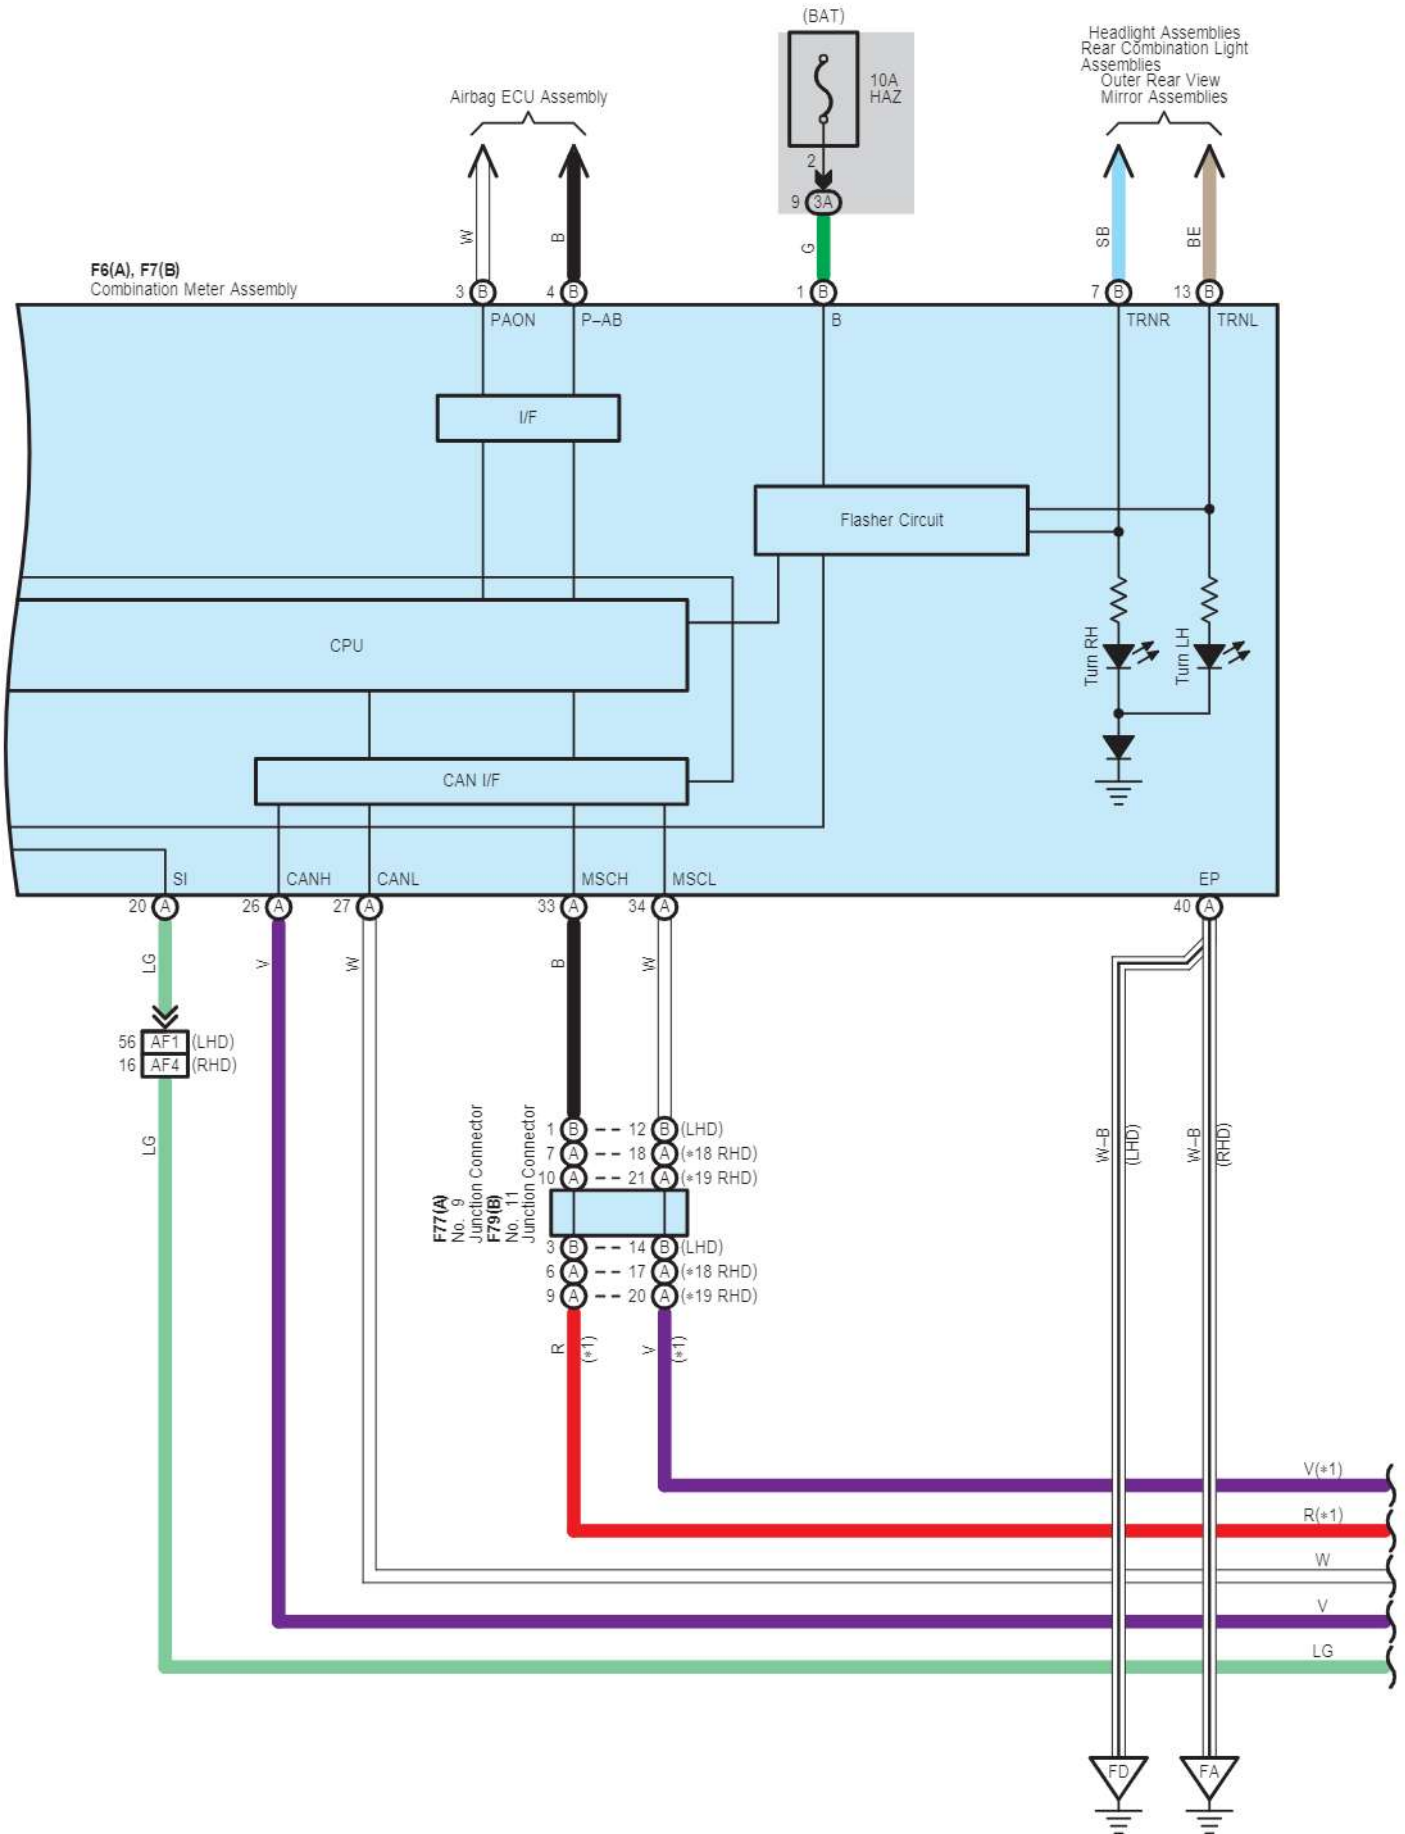 (BAT)
Headlight Assemblies
Rear Combination Light
Assemblies
Outer Rear View
Mirror Assemblies
10A
HAZ
Airbag ECU Assembly
2
9 3A
W
B
G
SB
BE
F6(A), F7(B)
Combination Meter Assembly
3 B
4 B
1 B
7 B
13 B
PAON
P–AB
B
TRNR
TRNL
I/F
Flasher Circuit
CPU
Turn RH
Turn LH
CAN I/F
SI
CANH
CANL
MSCH
MSCL
EP
20 A
26 A
27 A
33 A
34 A
40 A
LG
V
W
B
W
56 AF1 (LHD)
16 AF4 (RHD)
LG
W–B
(LHD)
W–B
(RHD)
F77(A)
No. 9
Junction Connector
F79(B)
No. 11
Junction Connector
1 B -- 12 B (LHD)
7 A -- 18 A (*18 RHD)
10 A -- 21 A (*19 RHD)
3 B -- 14 B (LHD)
6 A -- 17 A (*18 RHD)
9 A -- 20 A (*19 RHD)
R
(*1)
V
(*1)
V(*1)
R(*1)
W
V
LG
FD
FA